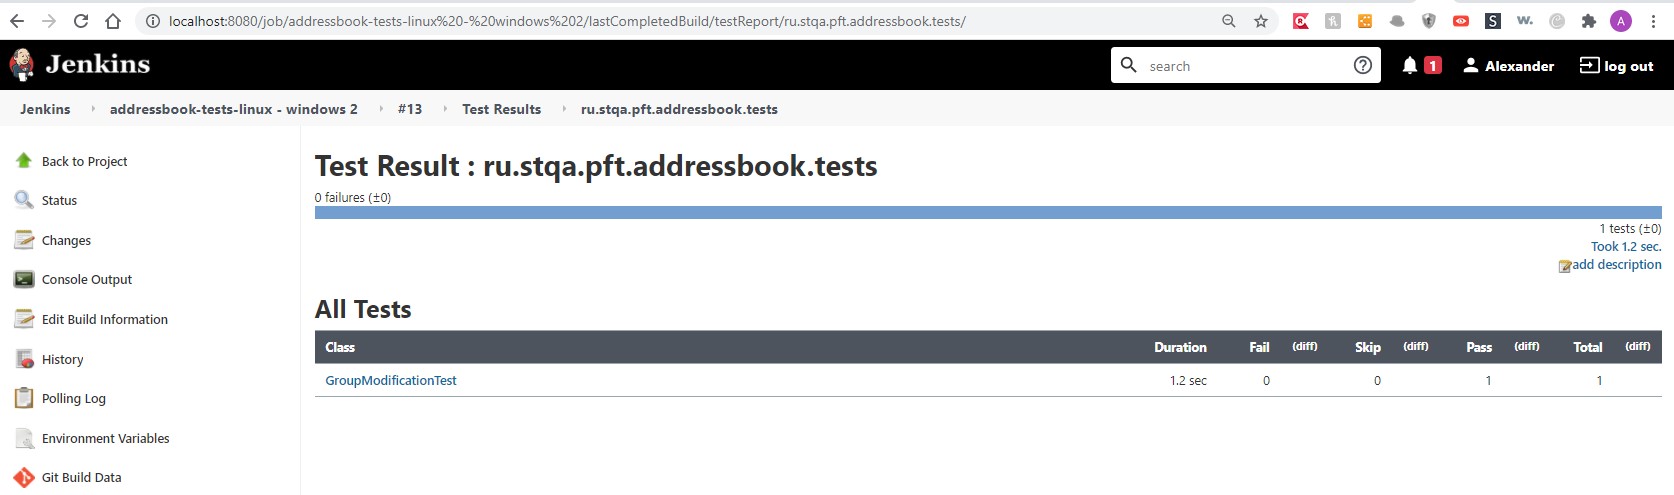 localhost:8080/job/addressbook-tests-linux%20-%20windows%202/lastCompletedBuild/testReport/ru.stqa.pft.addressbook.tests/
S
w.
A
Jenkins
search
1
Alexander
log out
Jenkins addressbook-tests-linux - windows 2 #13 Test Results ru.stqa.pft.addressbook.tests
Back to Project
Status
Changes
Console Output
Edit Build Information
History
Polling Log
Environment Variables
Git Build Data
Test Result : ru.stqa.pft.addressbook.tests
0 failures (±0)
1 tests (±0)
Took 1.2 sec.
add description
All Tests
Class Duration Fail (diff) Skip (diff) Pass (diff) Total (diff)
GroupModificationTest 1.2 sec 0 0 1 1